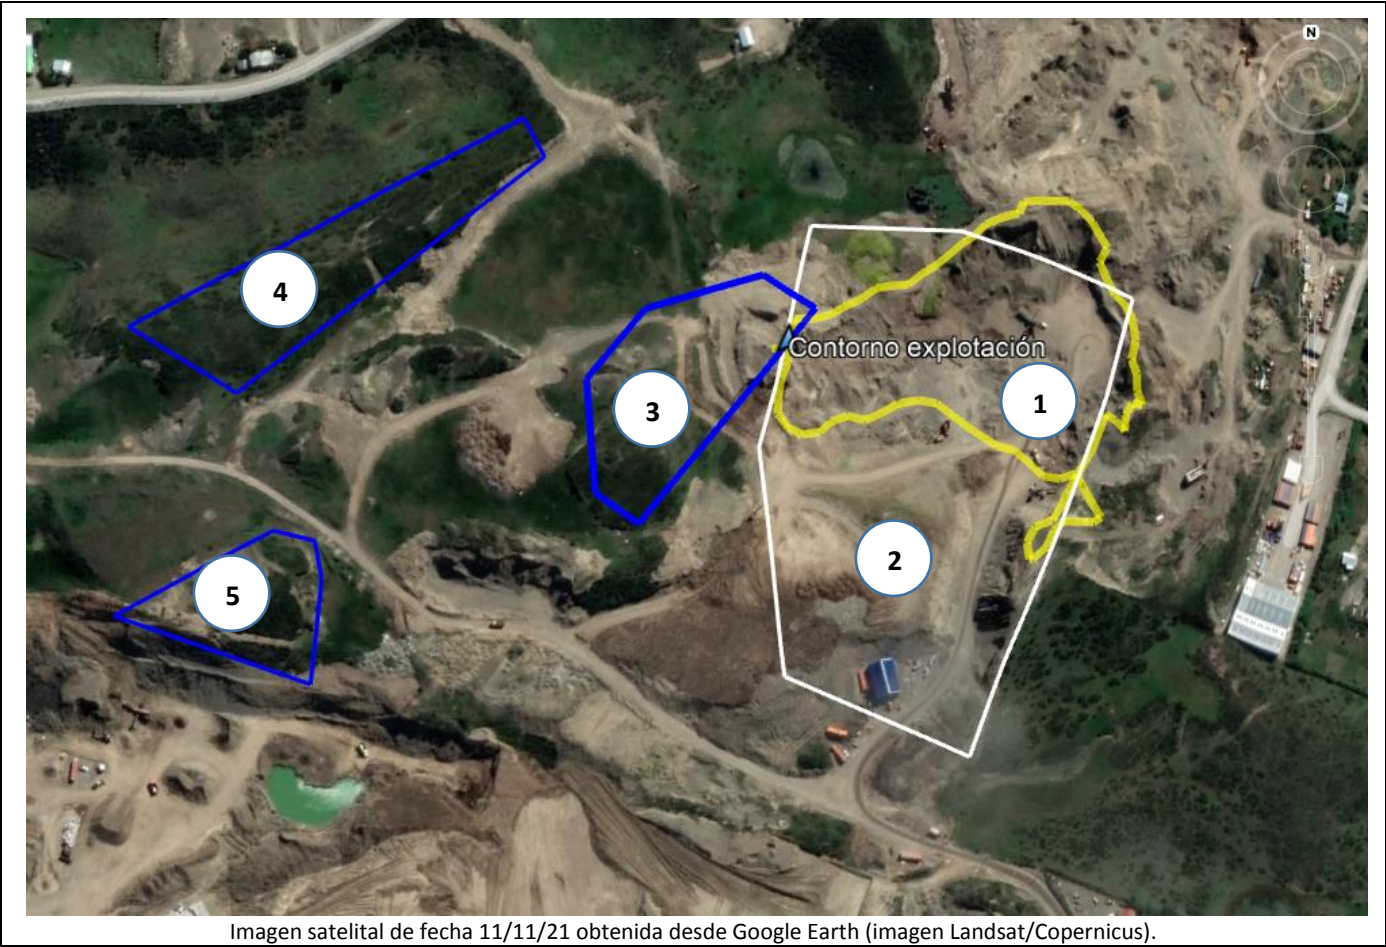 N
4
Contorno explotación
3
1
2
5
Imagen satelital de fecha 11/11/21 obtenida desde Google Earth (imagen Landsat/Copernicus).